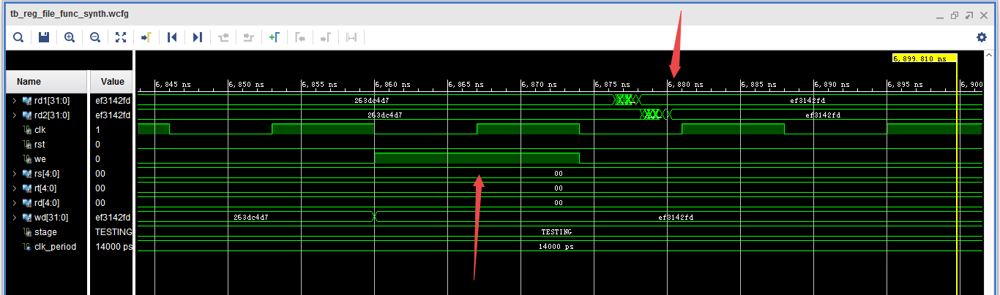 tb_reg_file_func_synth.wcfg
6,899.810 ns
Name Value 6,845 ns 6,850 ns 6,855 ns 6,860 ns 6,865 ns 6,870 ns 6,875 ns 6,880 ns 6,885 ns 6,890 ns 6,895 ns 6,900
rd1[31:0] ef3142fd 263dc4d7 ef3142fd
rd2[31:0] ef3142fd 263dc4d7 ef3142fd
clk 1
rst 0
we 0
rs[4:0] 00 00
rt[4:0] 00 00
rd[4:0] 00 00
wd[31:0] ef3142fd 263dc4d7 ef3142fd
stage TESTING TESTING
clk_period 14000 ps 14000 ps